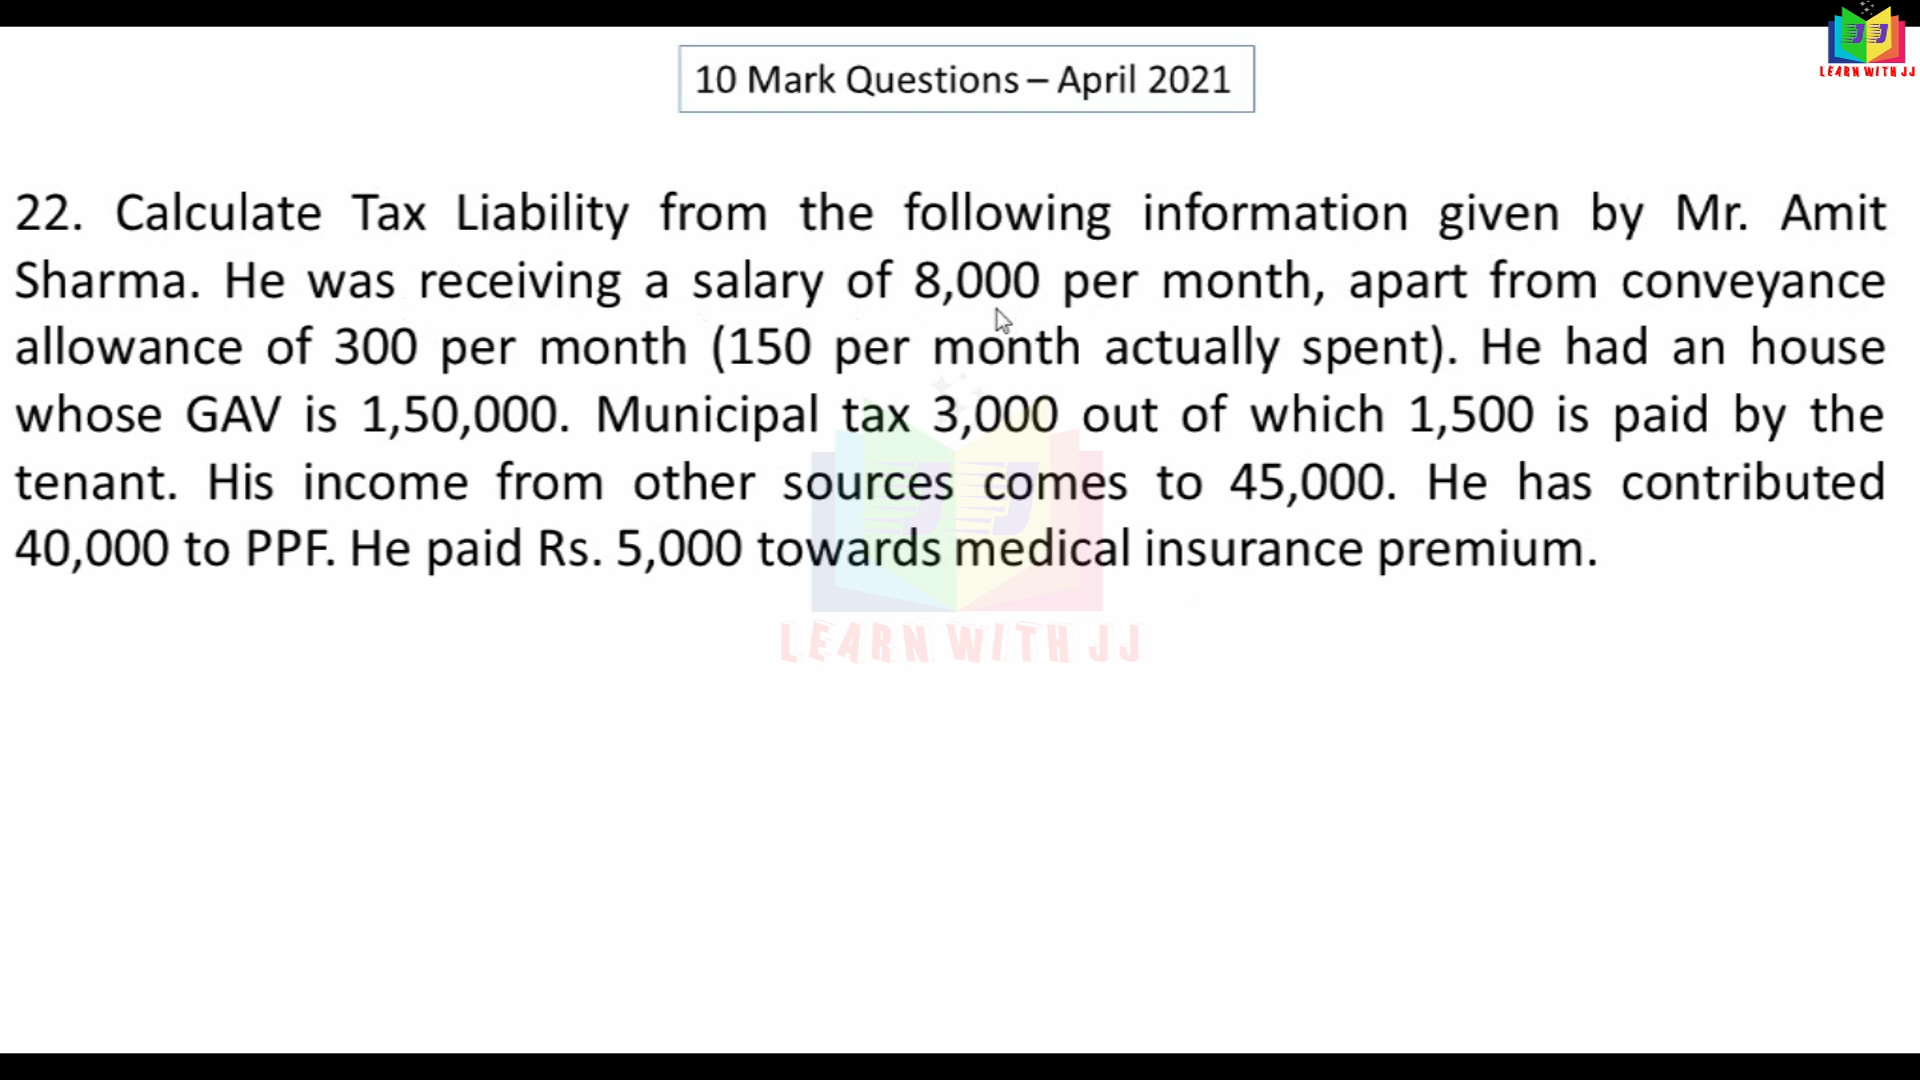 LEARN WITH JJ
10 Mark Questions – April 2021
22. Calculate Tax Liability from the following information given by Mr. Amit
Sharma. He was receiving a salary of 8,000 per month, apart from conveyance
allowance of 300 per month (150 per month actually spent). He had an house
whose GAV is 1,50,000. Municipal tax 3,000 out of which 1,500 is paid by the
tenant. His income from other sources comes to 45,000. He has contributed
40,000 to PPF. He paid Rs. 5,000 towards medical insurance premium.
JJ
LEARN WITH JJ